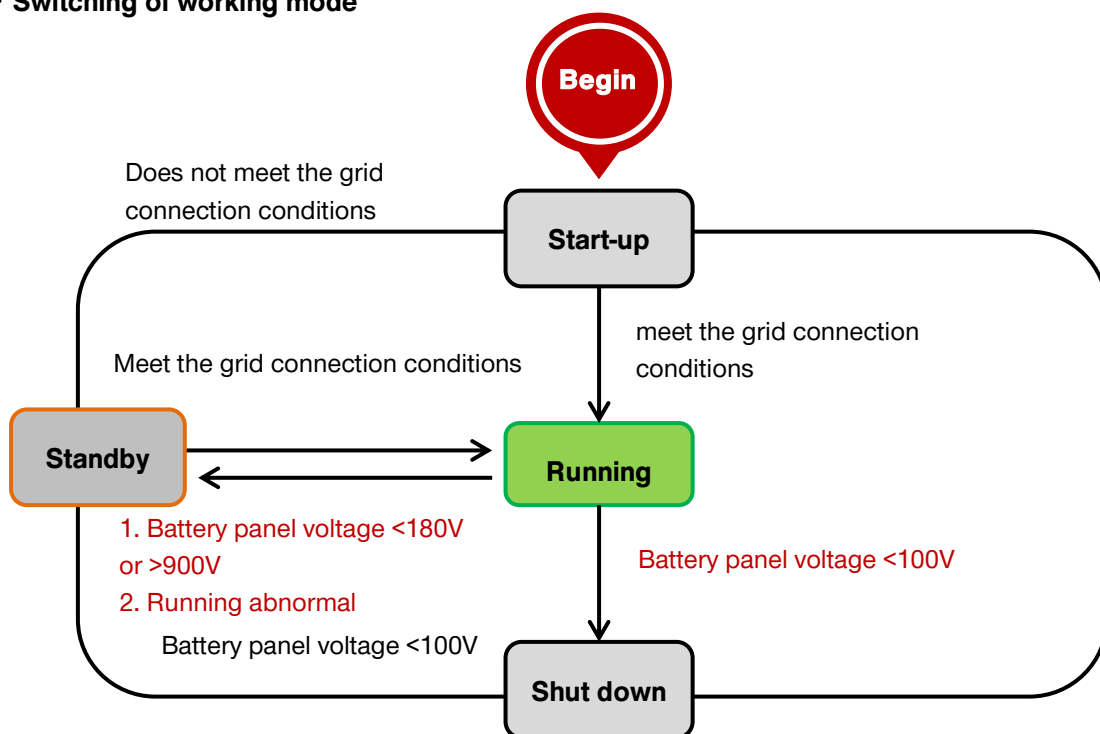 Switching of working mode
Begin
Does not meet the grid
connection conditions
Start-up
meet the grid connection
conditions
Meet the grid connection conditions
Standby
Running
1. Battery panel voltage <180V
or >900V
2. Running abnormal
Battery panel voltage <100V
Battery panel voltage <100V
Shut down